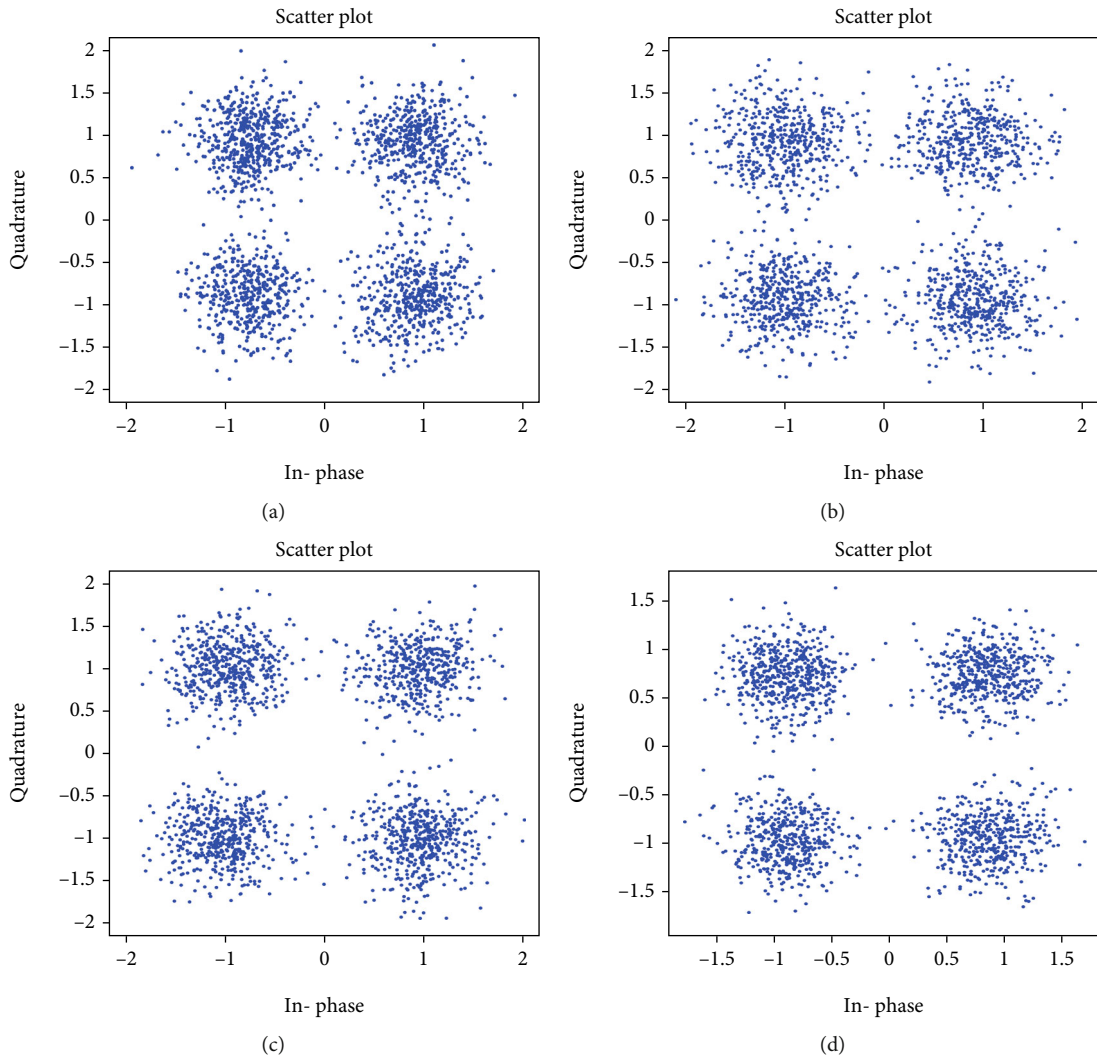 Scatter plot
2
1.5
1
0.5
0
–0.5
–1
–1.5
–2
Quadrature
–2 –1 0 1 2
In- phase
(a)
Scatter plot
2
1.5
1
0.5
0
–0.5
–1
–1.5
–2
Quadrature
–2 –1 0 1 2
In- phase
(b)
Scatter plot
2
1.5
1
0.5
0
–0.5
–1
–1.5
–2
Quadrature
–2 –1 0 1 2
In- phase
(c)
Scatter plot
1.5
1
0.5
0
–0.5
–1
–1.5
Quadrature
–1.5 –1 –0.5 0 0.5 1 1.5
In- phase
(d)